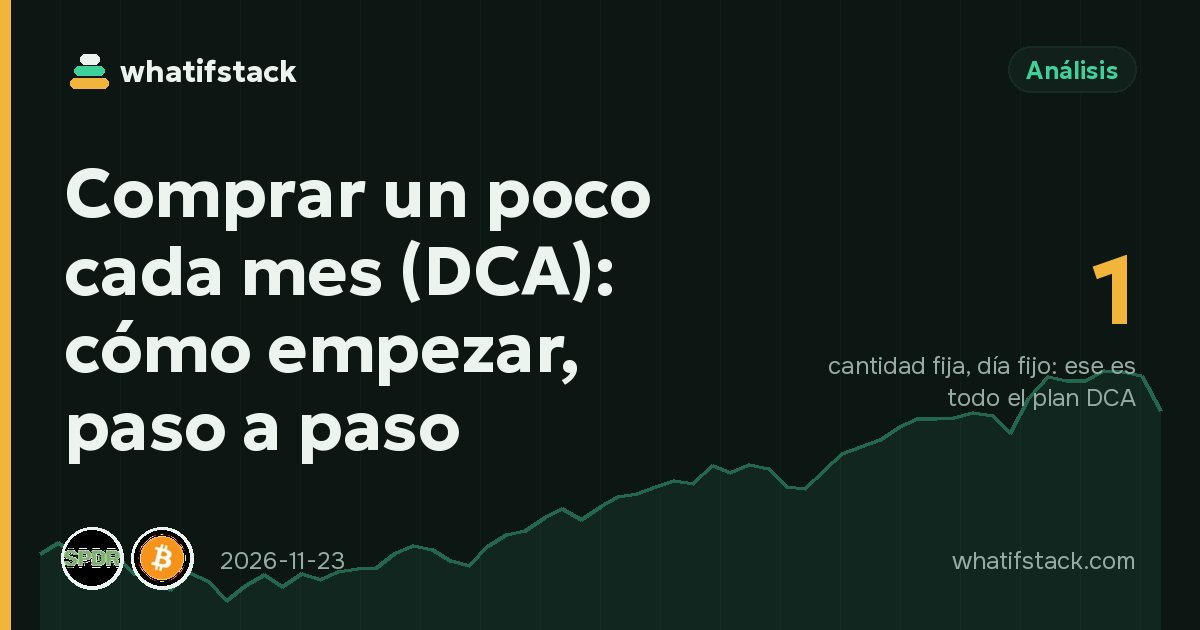 whatifstack
Análisis
Comprar un poco
cada mes (DCA):
cómo empezar,
paso a paso
1
cantidad fija, día fijo: ese es
todo el plan DCA
SPDR
2026-11-23
whatifstack.com